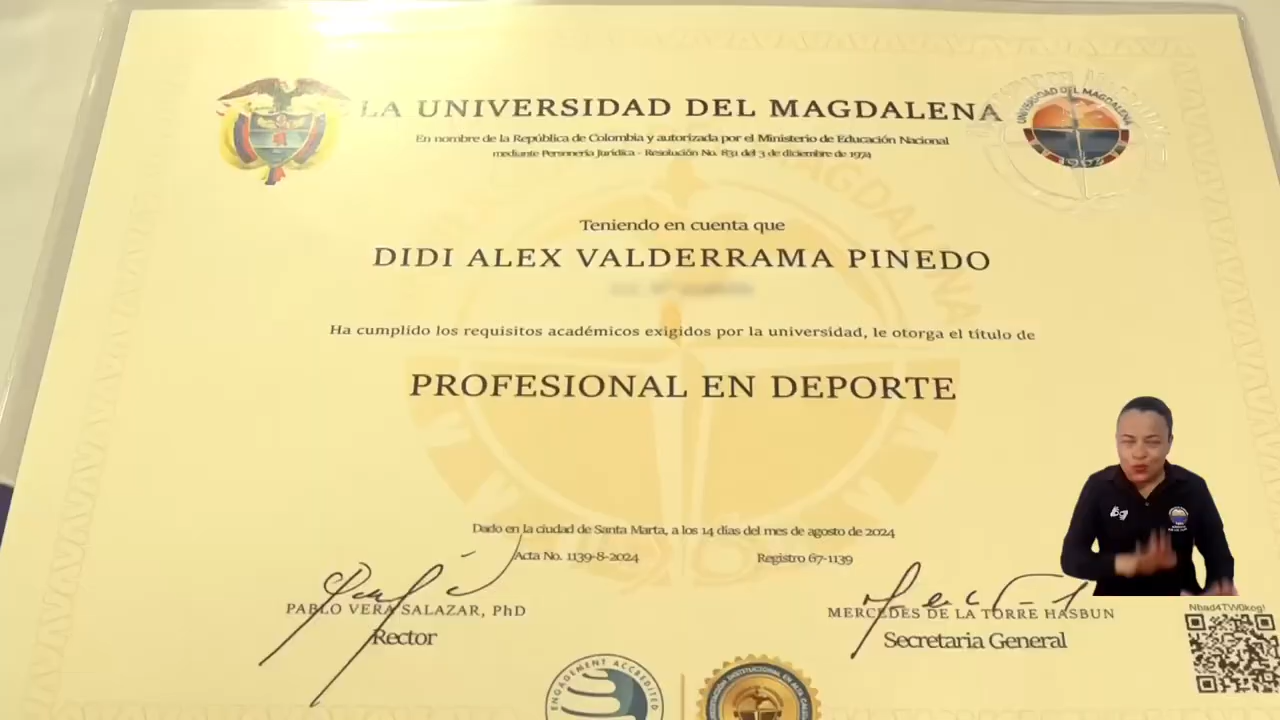 LA UNIVERSIDAD DEL MAGDALENA
En nombre de la República de Colombia y autorizada por el Ministerio de Educación Nacional
mediante Personería Jurídica - Resolución No. 831 del 3 de diciembre de 1974
UNIVERSIDAD DEL MAGDALENA
1962
Teniendo en cuenta que
DIDI ALEX VALDERRAMA PINEDO
Ha cumplido los requisitos académicos exigidos por la universidad, le otorga el título de
PROFESIONAL EN DEPORTE
Dado en la ciudad de Santa Marta, a los 14 días del mes de agosto de 2024
Acta No. 1139-8-2024 Registro 67-1139
PABLO VERA SALAZAR, PhD
Rector
MERCEDES DE LA TORRE HASBUN
Secretaria General
Nbad4TW0kog!
ENGAGEMENT ACCREDITED